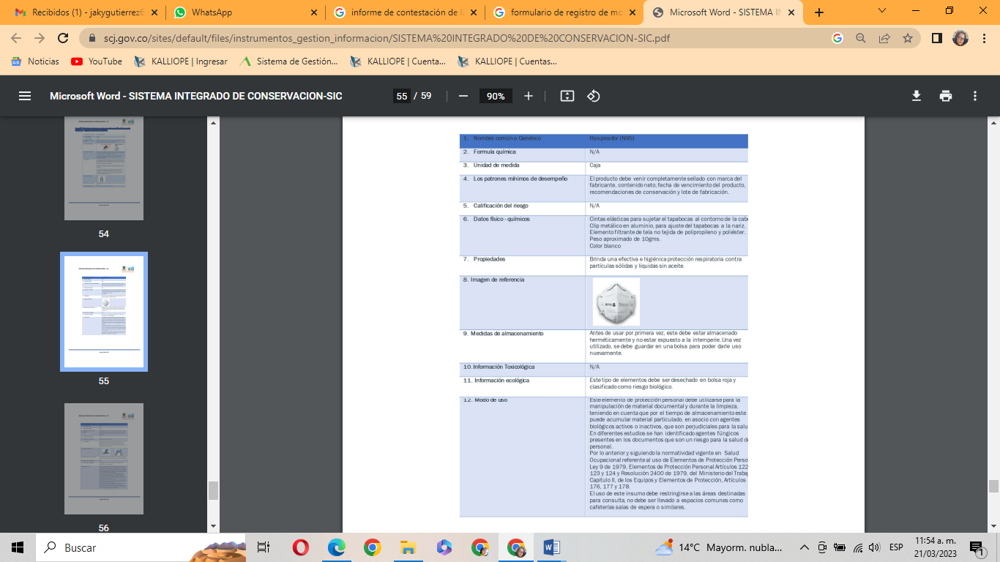 Recibidos (1) - jakygutierrez6
WhatsApp
informe de contestación de l
formulario de registro de mo
Microsoft Word - SISTEMA IN
scj.gov.co/sites/default/files/instrumentos_gestion_informacion/SISTEMA%20INTEGRADO%20DE%20CONSERVACION-SIC.pdf
Noticias
YouTube
KALLIOPE | Ingresar
Sistema de Gestión...
KALLIOPE | Cuenta...
KALLIOPE | Cuentas...
Microsoft Word - SISTEMA INTEGRADO DE CONSERVACION-SIC
55 / 59
90%
54
55
56
1. Nombre común o Genérico
Respirador (N95)
2. Formula química
N/A
3. Unidad de medida
Caja
4. Los patrones mínimos de desempeño
El producto debe venir completamente sellado con marca del
fabricante, contenido neto, fecha de vencimiento del producto,
recomendaciones de conservación y lote de fabricación.
5. Calificación del riesgo
N/A
6. Datos físico - químicos
Cintas elásticas para sujetar el tapabocas al contorno de la cabe
Clip metálico en aluminio, para ajuste del tapabocas a la nariz.
Elemento filtrante de tela no tejida de polipropileno y poliéster.
Peso aproximado de 10gms.
Color blanco
7. Propiedades
Brinda una efectiva e higiénica protección respiratoria contra
partículas sólidas y líquidas sin aceite.
8. Imagen de referencia
9. Medidas de almacenamiento
Antes de usar por primera vez, este debe estar almacenado
herméticamente y no estar expuesto a la intemperie. Una vez
utilizado, se debe guardar en una bolsa para poder darle uso
nuevamente.
10. Información Toxicológica
N/A
11. Información ecológica
Este tipo de elementos debe ser desechado en bolsa roja y
clasificado como riesgo biológico.
12. Modo de uso
Este elemento de protección personal debe utilizarse para la
manipulación de material documental y durante la limpieza,
teniendo en cuenta que por el tiempo de almacenamiento este
puede acumular material particulado, en asocio con agentes
biológicos activos o inactivos, que son perjudiciales para la salu
En diferentes estudios se han identificado agentes fúngicos
presentes en los documentos que son un riesgo para la salud de
personal.
Por lo anterior y siguiendo la normatividad vigente en Salud
Ocupacional referente al uso de Elementos de Protección Perso
Ley 9 de 1979, Elementos de Protección Personal Artículos 122
123 y 124 y Resolución 2400 de 1979, del Ministerio del Trabaj
Capítulo II, de los Equipos y Elementos de Protección, Artículos
176, 177 y 178.
El uso de este insumo debe restringirse a las áreas destinadas
para consulta, no debe ser llevado a espacios comunes como
cafeterías salas de espera o similares.
Buscar
14°C Mayorm. nubla...
ESP
11:54 a. m.
21/03/2023
1